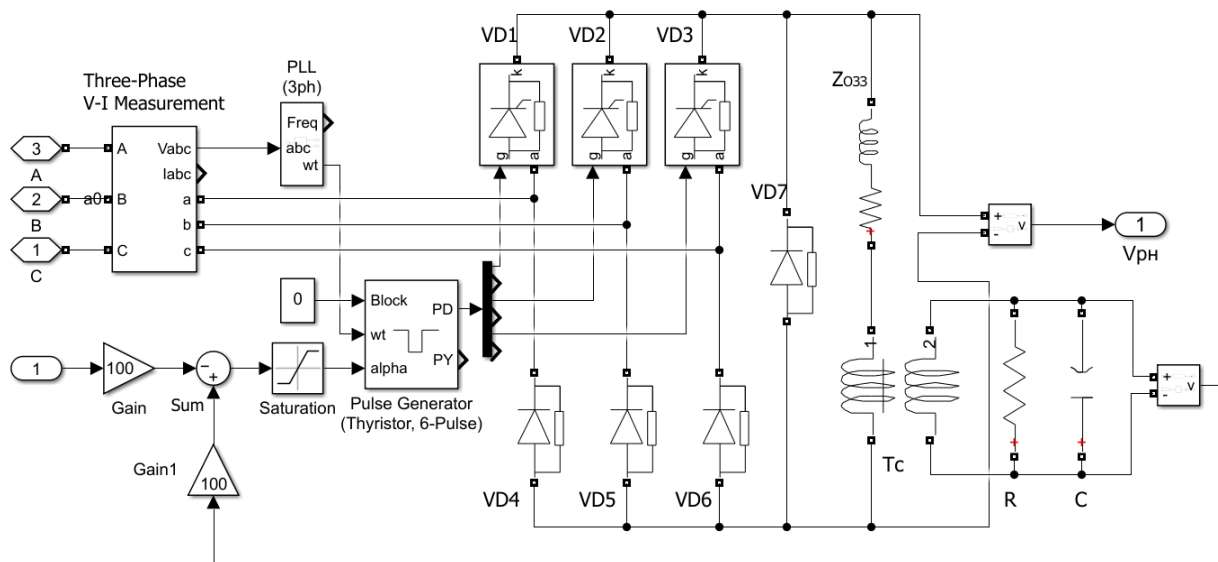 VD1
VD2
VD3
Three-Phase
V-I Measurement
PLL
(3ph)
k
k
k
Zозз
Freq
abc
wt
g
a
g
a
g
a
3
A
Vabc
A
Iabc
2
a0
B
a
B
b
1
C
c
C
VD7
+
-
v
1
Vрн
0
Block
PD
wt
PY
alpha
1
2
1
100
Gain
-
+
Sum
Saturation
Pulse Generator
(Thyristor, 6-Pulse)
+
-
v
Gain1
100
VD4
VD5
VD6
Tc
R
C